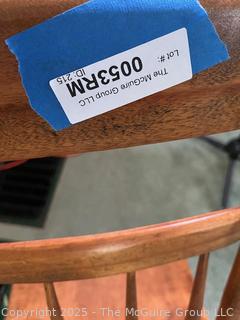 Lot #:
0053RM
The McGuire Group LLC
ID: 215
Copyright 2025 - The McGuire Group LLC